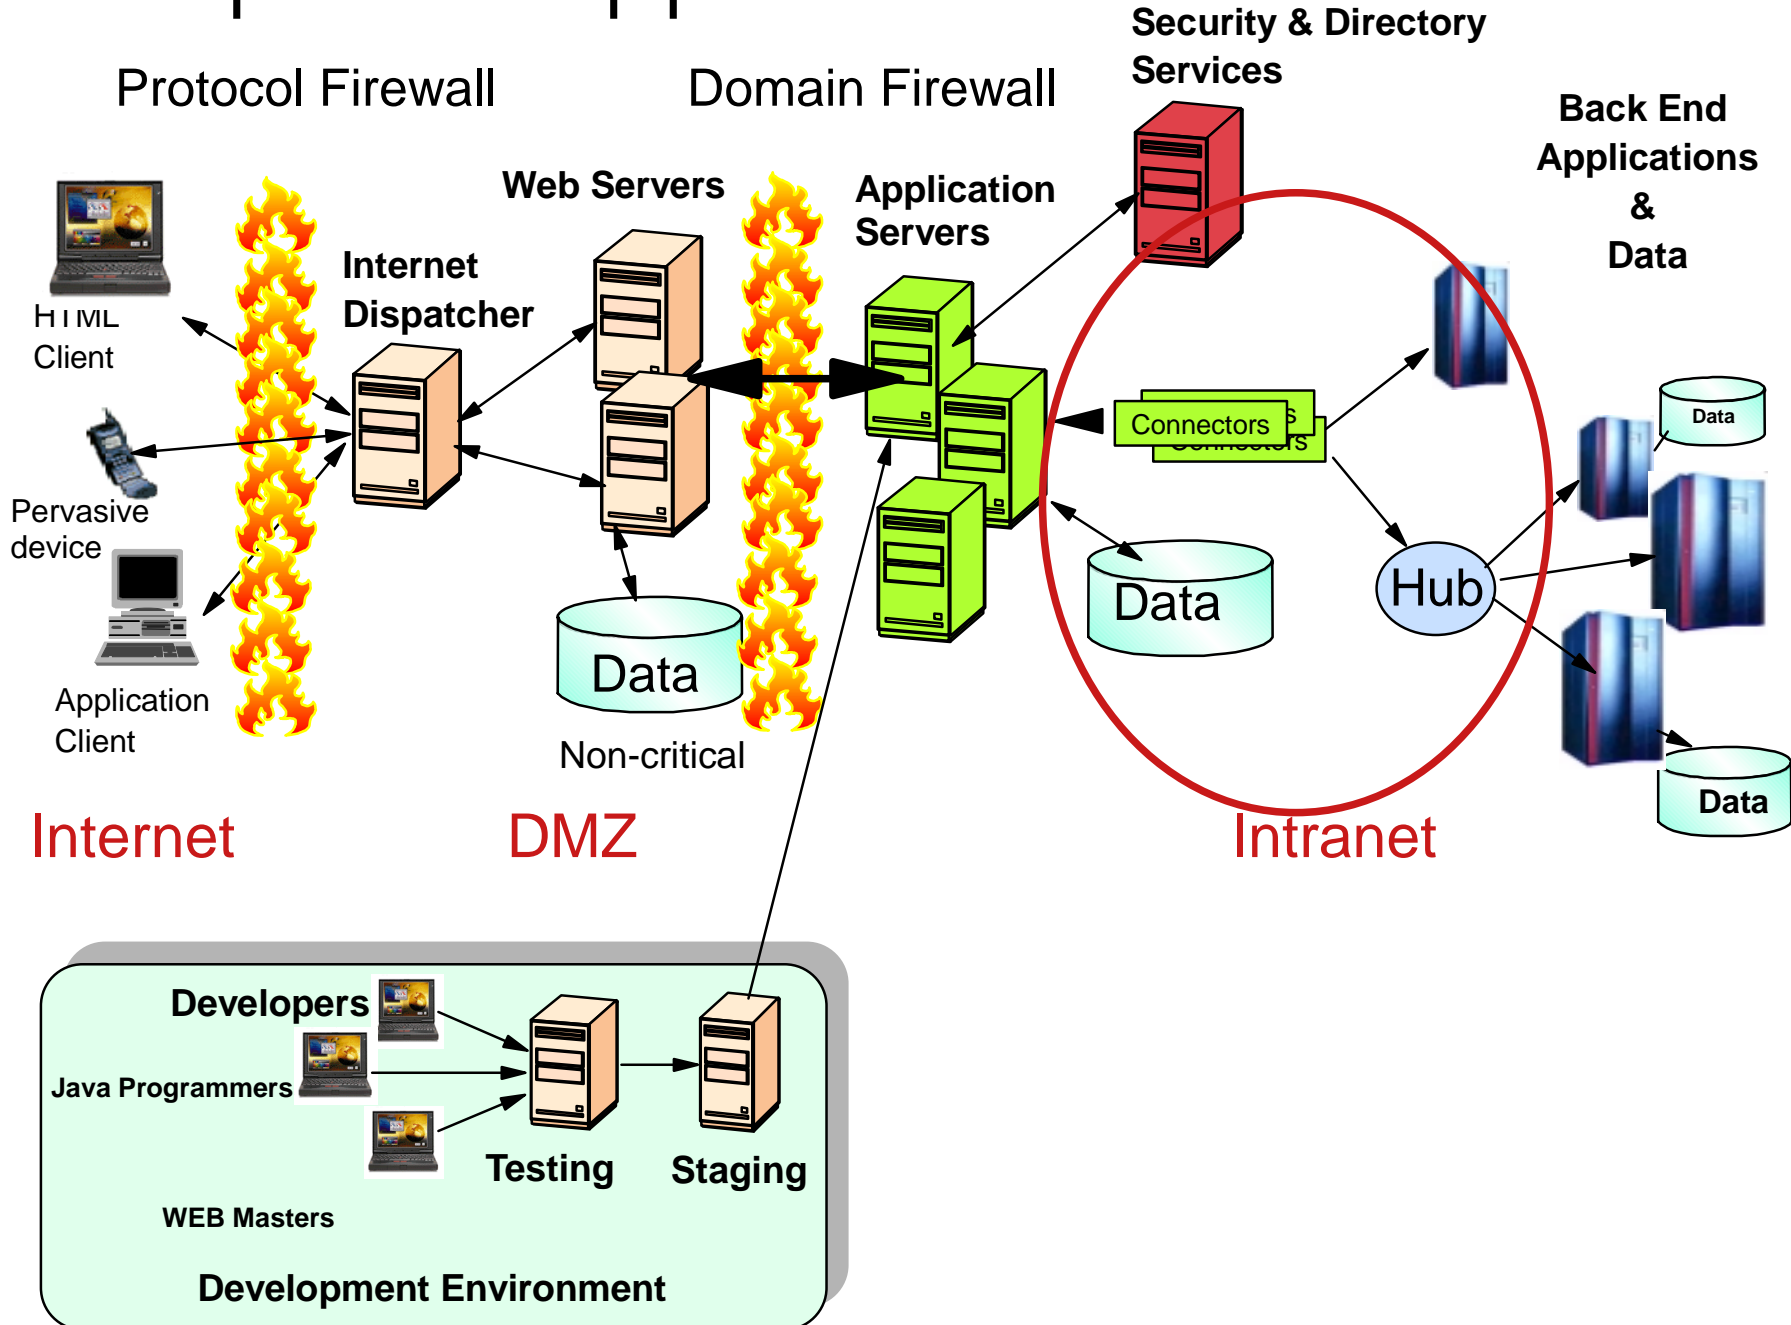 Security & Directory
Services
Protocol Firewall
Domain Firewall
Back End
Applications
&
Data
Web Servers
Application
Servers
Internet
Dispatcher
HTML
Client
Connectors
Connectors
Data
Pervasive
device
Hub
Data
Data
Application
Client
Non-critical
Data
Internet
DMZ
Intranet
Developers
Java Programmers
Testing
Staging
WEB Masters
Development Environment